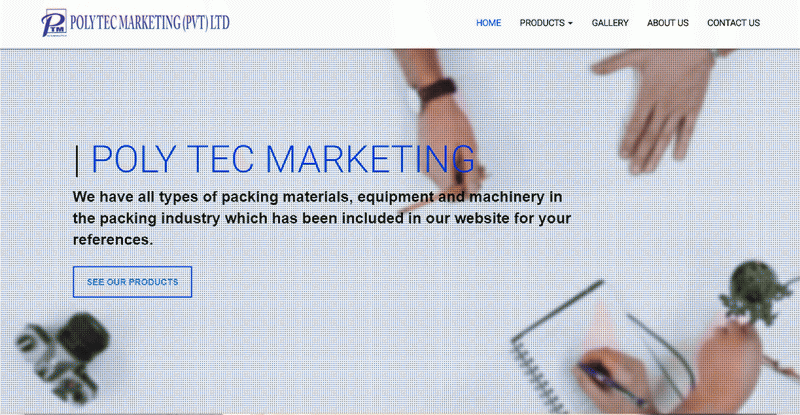 PTM
POLYTEC MARKETING (PVT) LTD
HOME
PRODUCTS
GALLERY
ABOUT US
CONTACT US
| POLY TEC MARKETING
We have all types of packing materials, equipment and machinery in
the packing industry which has been included in our website for your
references.
SEE OUR PRODUCTS